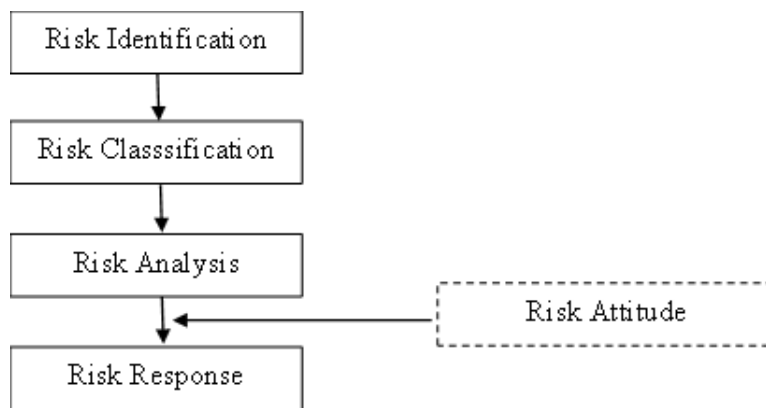 Risk Identification
Risk Classsification
Risk Analysis
Risk Attitude
Risk Response